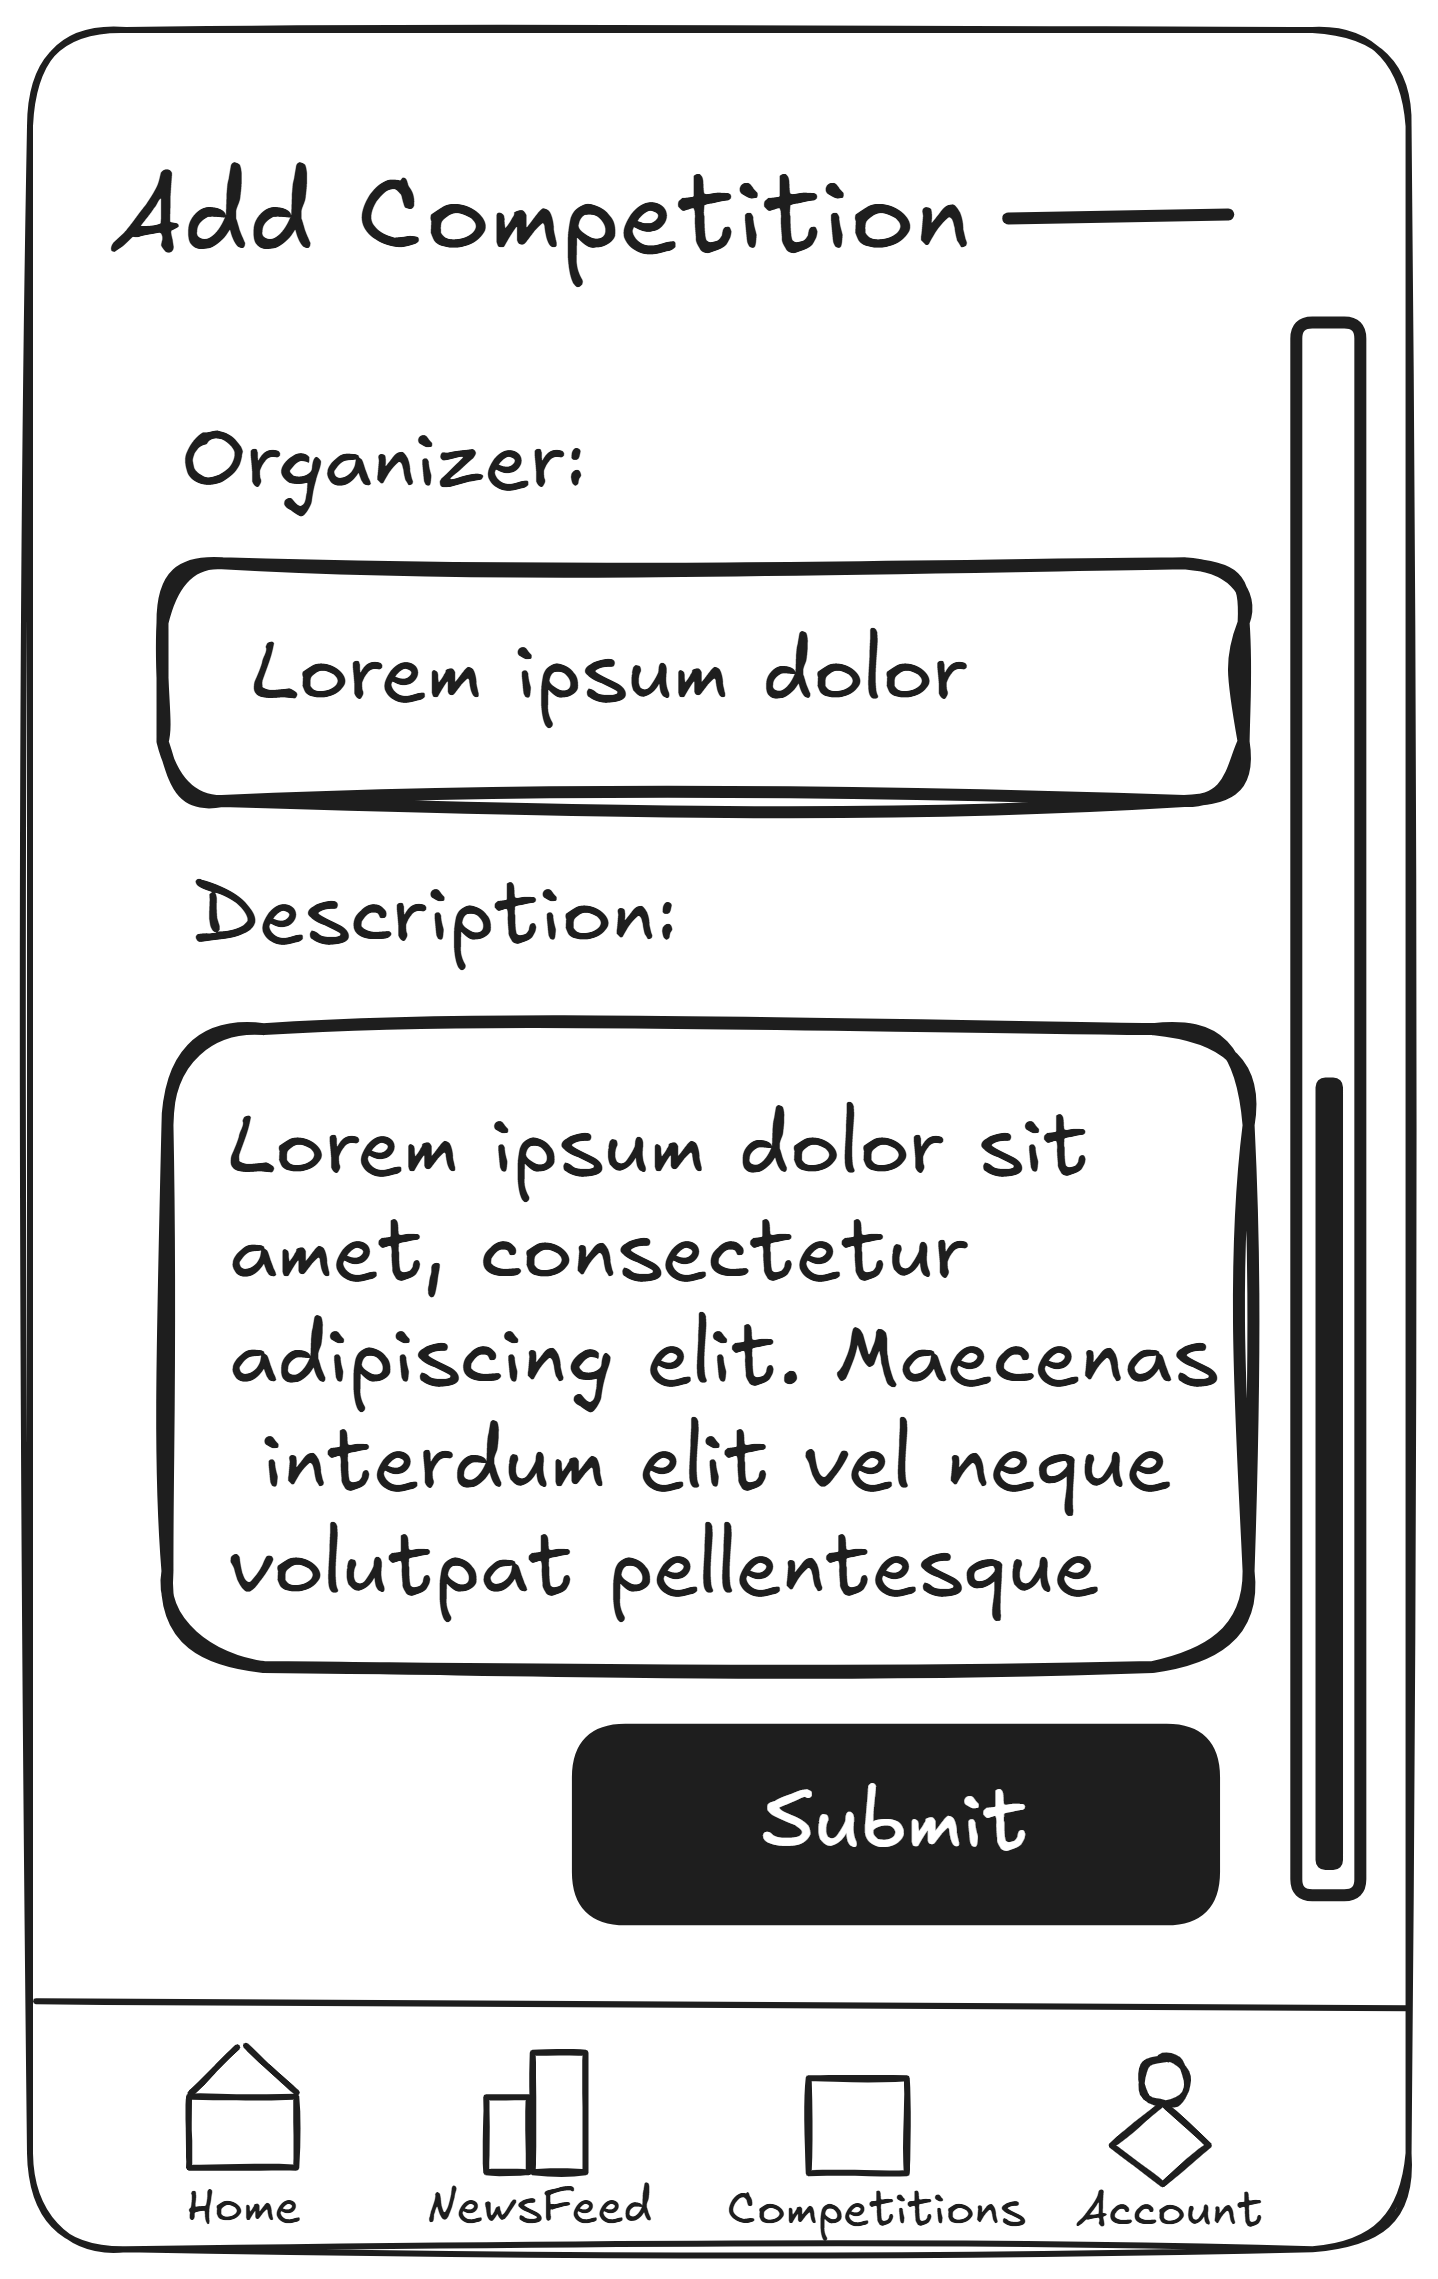 Add Competition
Organizer:
Lorem ipsum dolor
Description:
Lorem ipsum dolor sit
amet, consectetur
adipiscing elit. Maecenas
interdum elit vel neque
volutpat pellentesque
Submit
Home NewsFeed Competitions Account